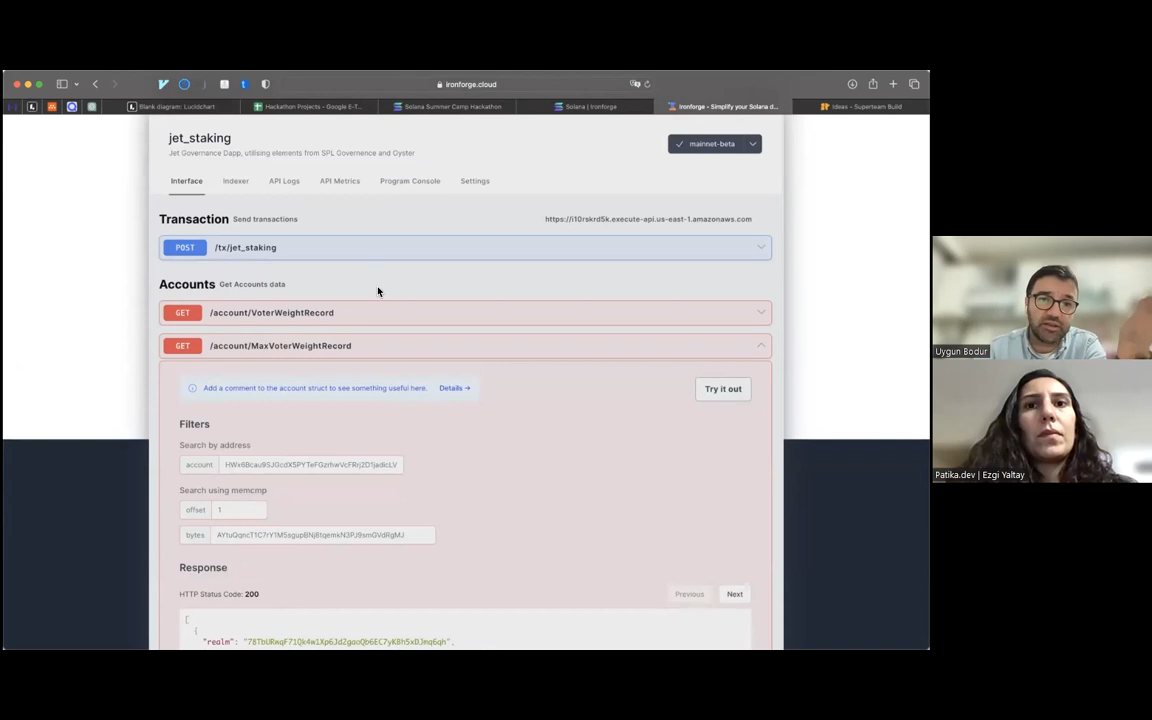 ironforge.cloud
Blank diagram: Lucidchart
Hackathon Projects - Google E-T...
Solana Summer Camp Hackathon
Solana | Ironforge
Ironforge - Simplify your Solana d...
Ideas – Superteam Build
jet_staking
Jet Governance Dapp, utilising elements from SPL Governence and Oyster
mainnet-beta
Interface
Indexer
API Logs
API Metrics
Program Console
Settings
Transaction Send transactions
https://i10rskrd5k.execute-api.us-east-1.amazonaws.com
POST /tx/jet_staking
Accounts Get Accounts data
GET /account/VoterWeightRecord
GET /account/MaxVoterWeightRecord
Add a comment to the account struct to see something useful here. Details →
Try it out
Filters
Search by address
account
Search using memcmp
offset 1
bytes
Response
HTTP Status Code: 200
Previous
Next
[
{
"realm":
Uygun Bodur
Patika.dev | Ezgi Yaltay